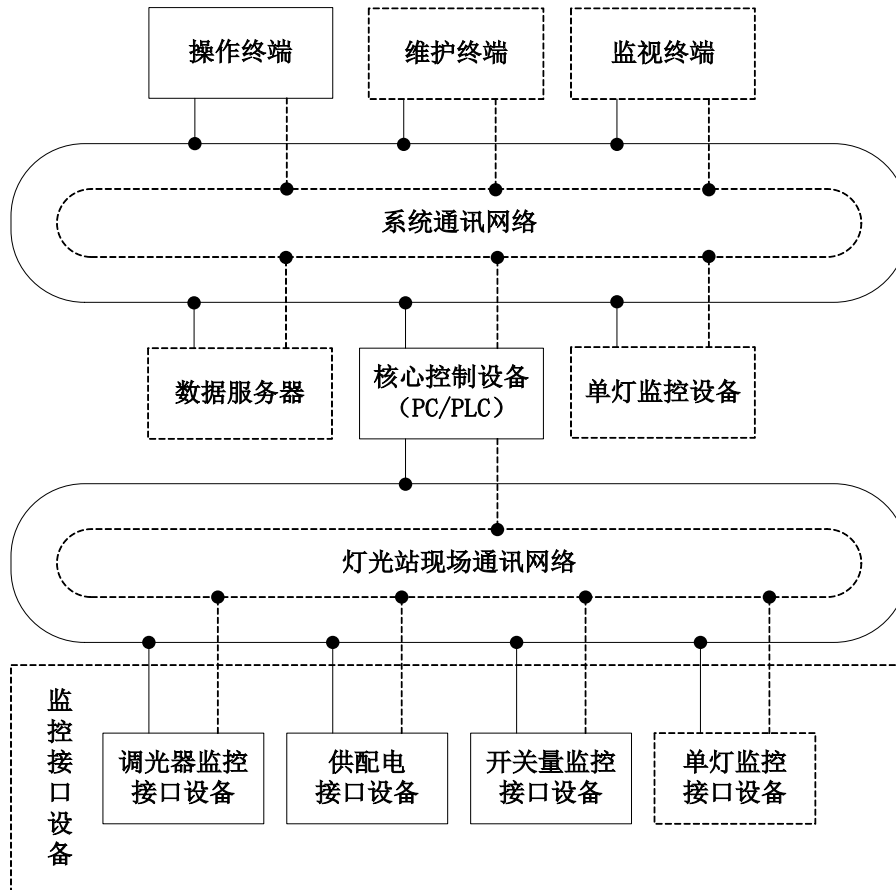 操作终端
维护终端
监视终端
系统通讯网络
数据服务器
核心控制设备
（PC/PLC）
单灯监控设备
灯光站现场通讯网络
监控接口设备
调光器监控
接口设备
供配电
接口设备
开关量监控
接口设备
单灯监控
接口设备